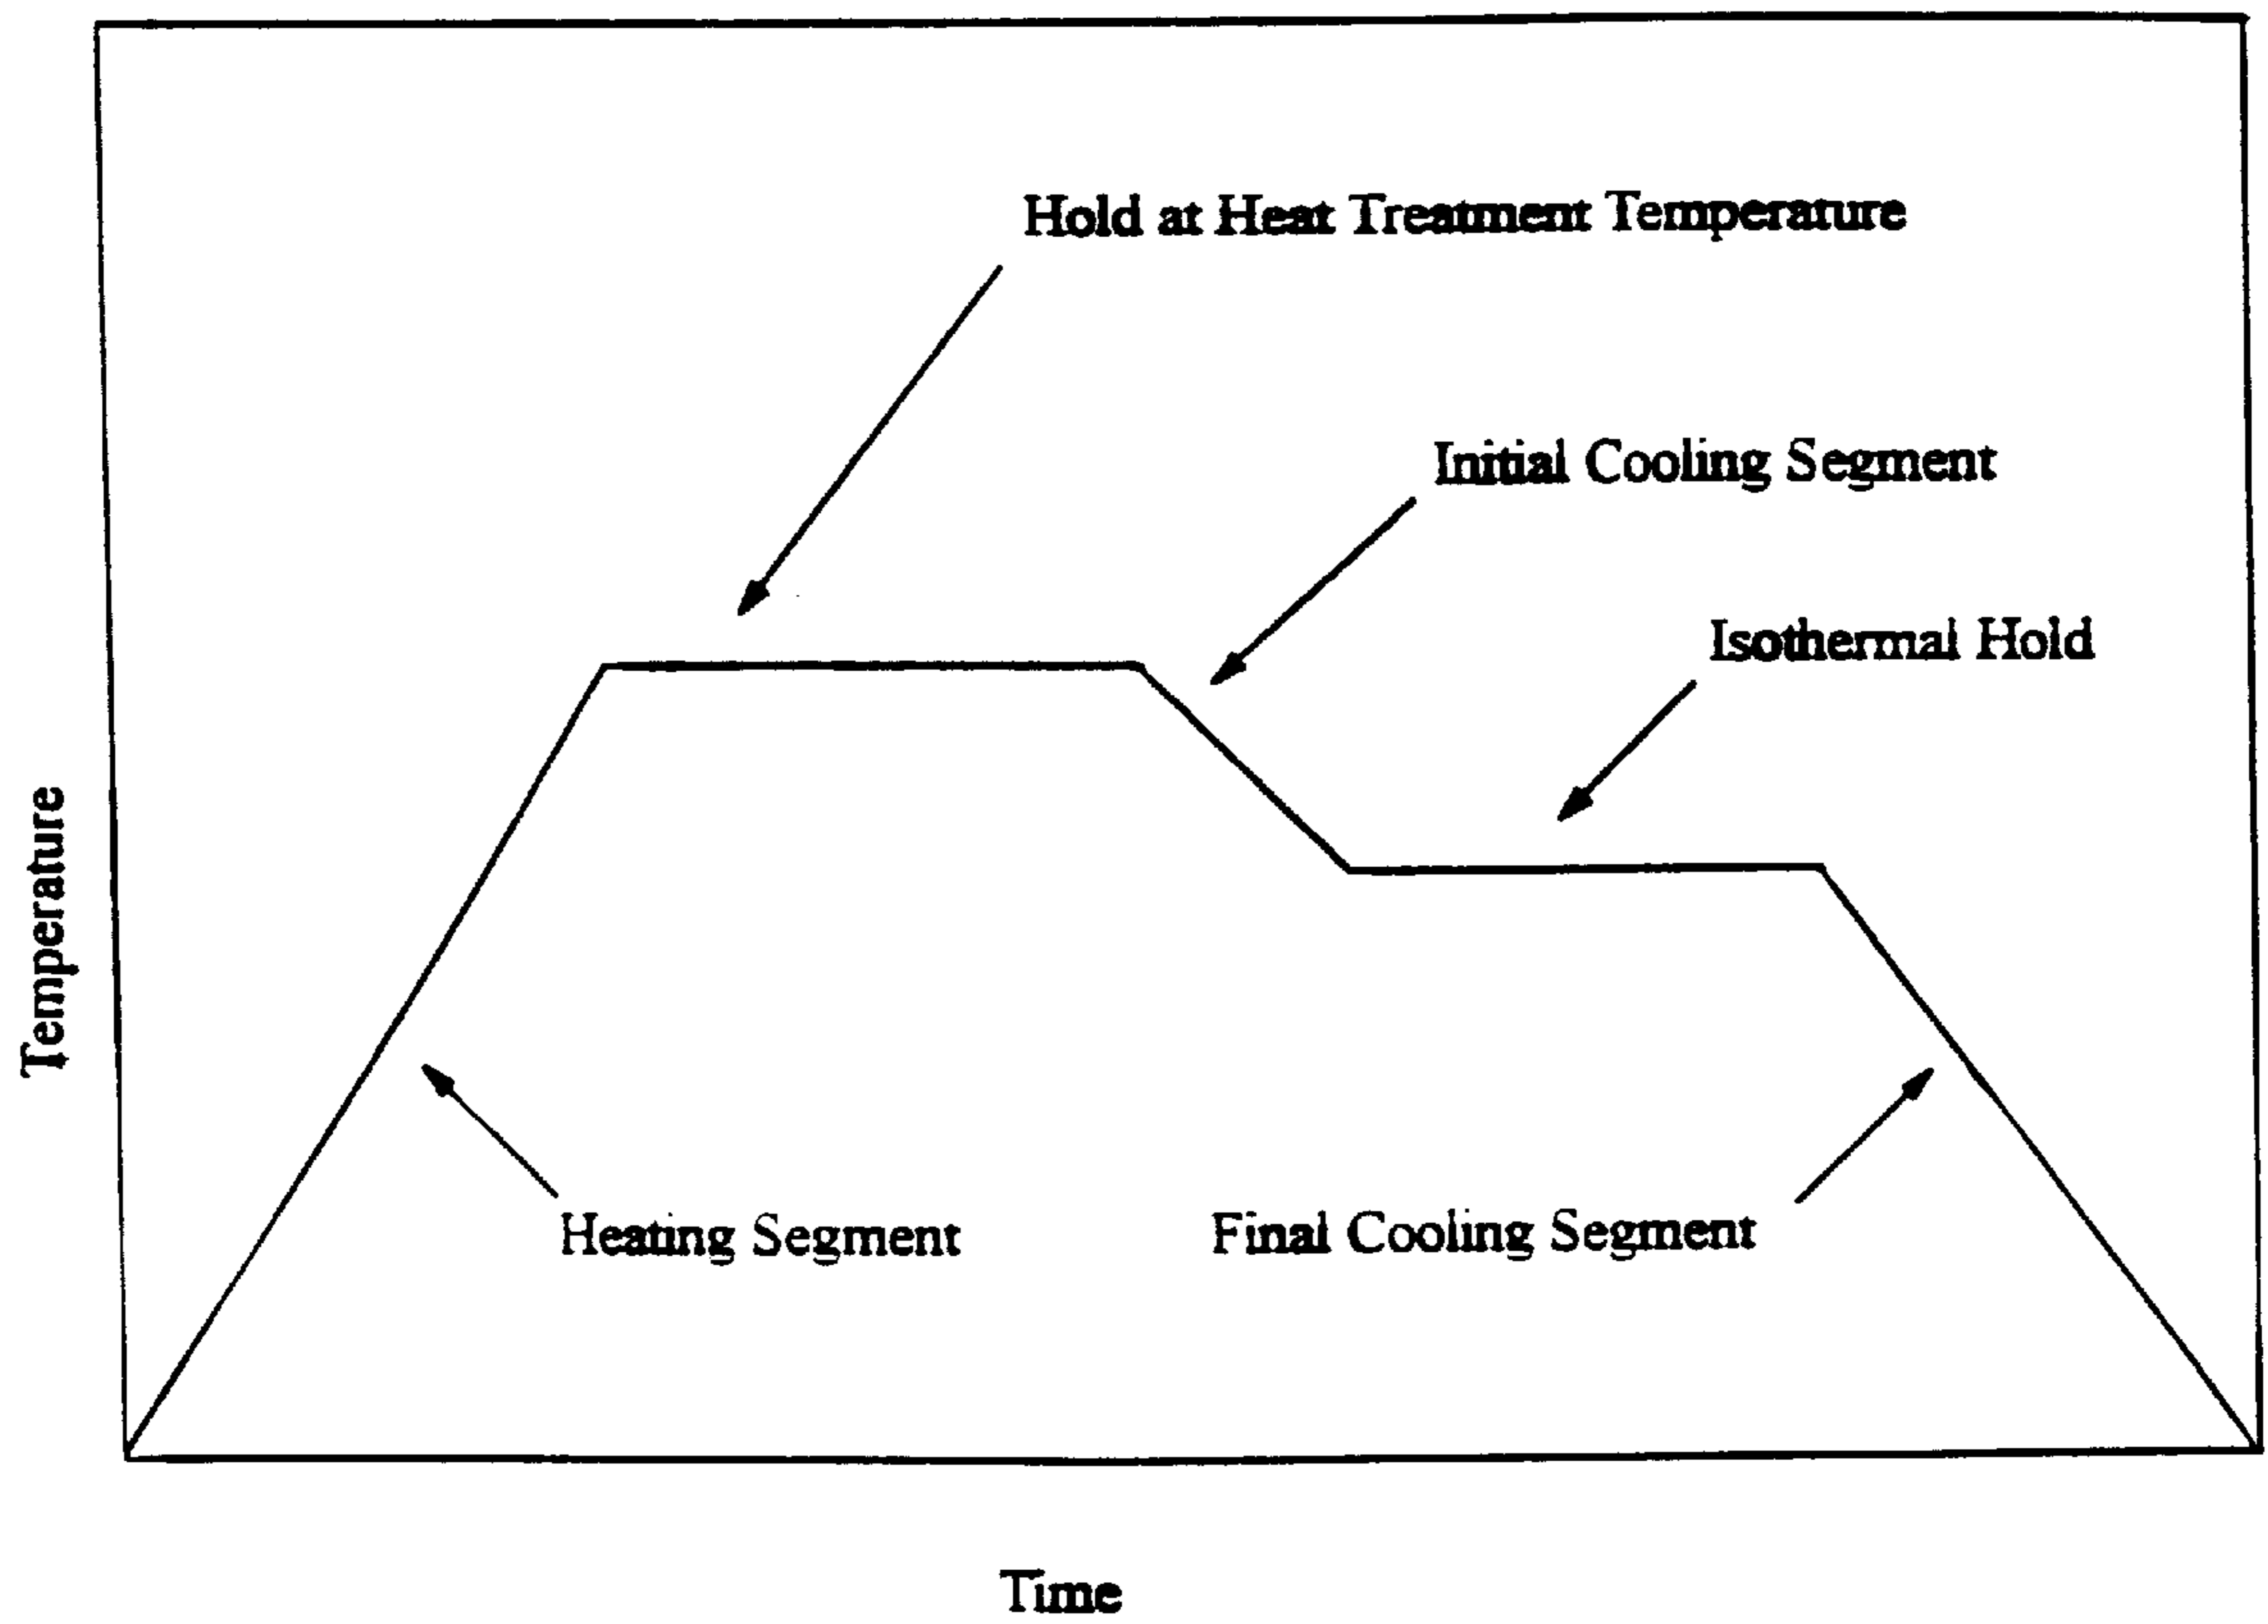 Hold at Heat Treatment Temperature
Initial Cooling Segment
Isothermal Hold
Temperature
Heating Segment
Final Cooling Segment
Time